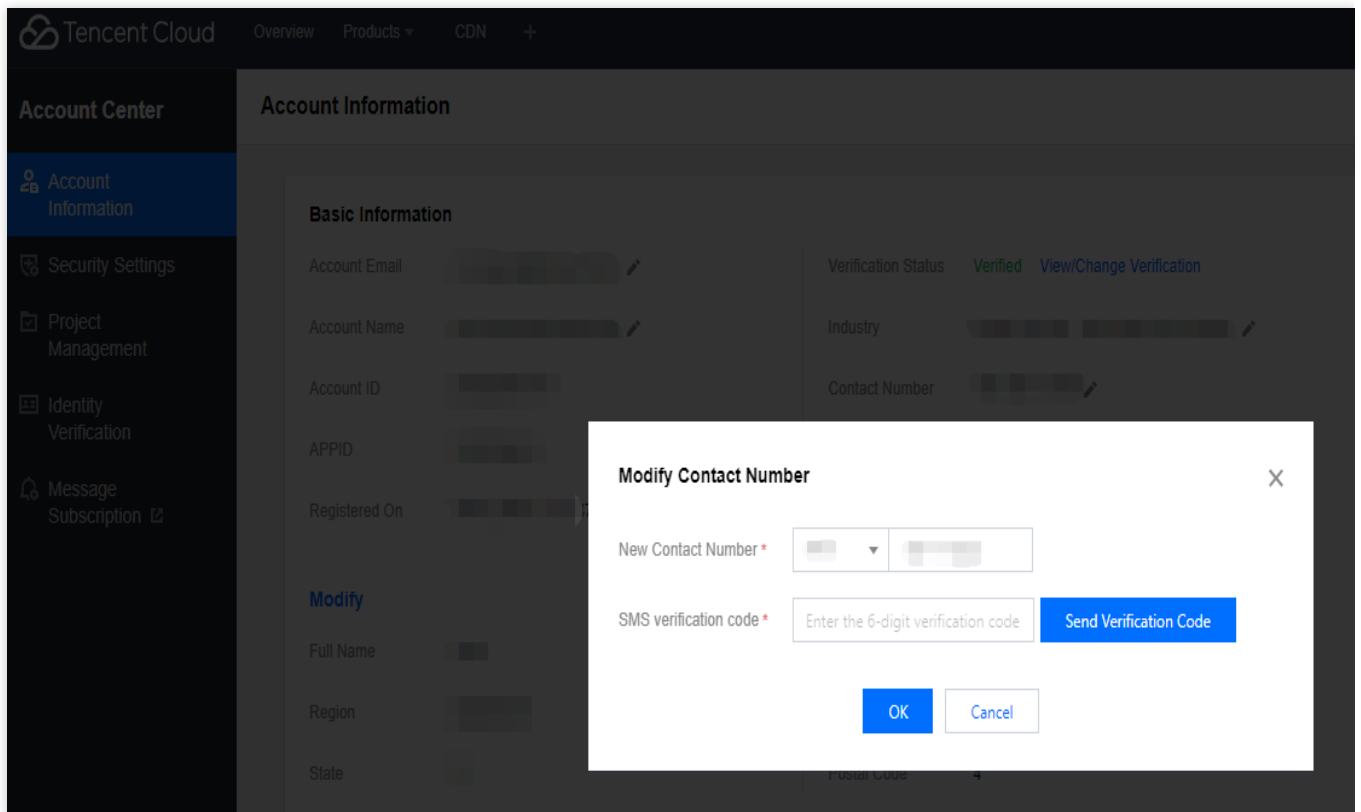 Tencent Cloud Overview Products CDN +
Account Center
Account Information
Account
Information
Security Settings
Project
Management
Identity
Verification
Message
Subscription
Basic Information
Account Email
Account Name
Account ID
APPID
Registered On
Verification Status Verified View/Change Verification
Industry
Contact Number
Modify
Full Name
Region
State
Postal Code 4
Modify Contact Number
New Contact Number *
SMS verification code * Enter the 6-digit verification code Send Verification Code
OK Cancel